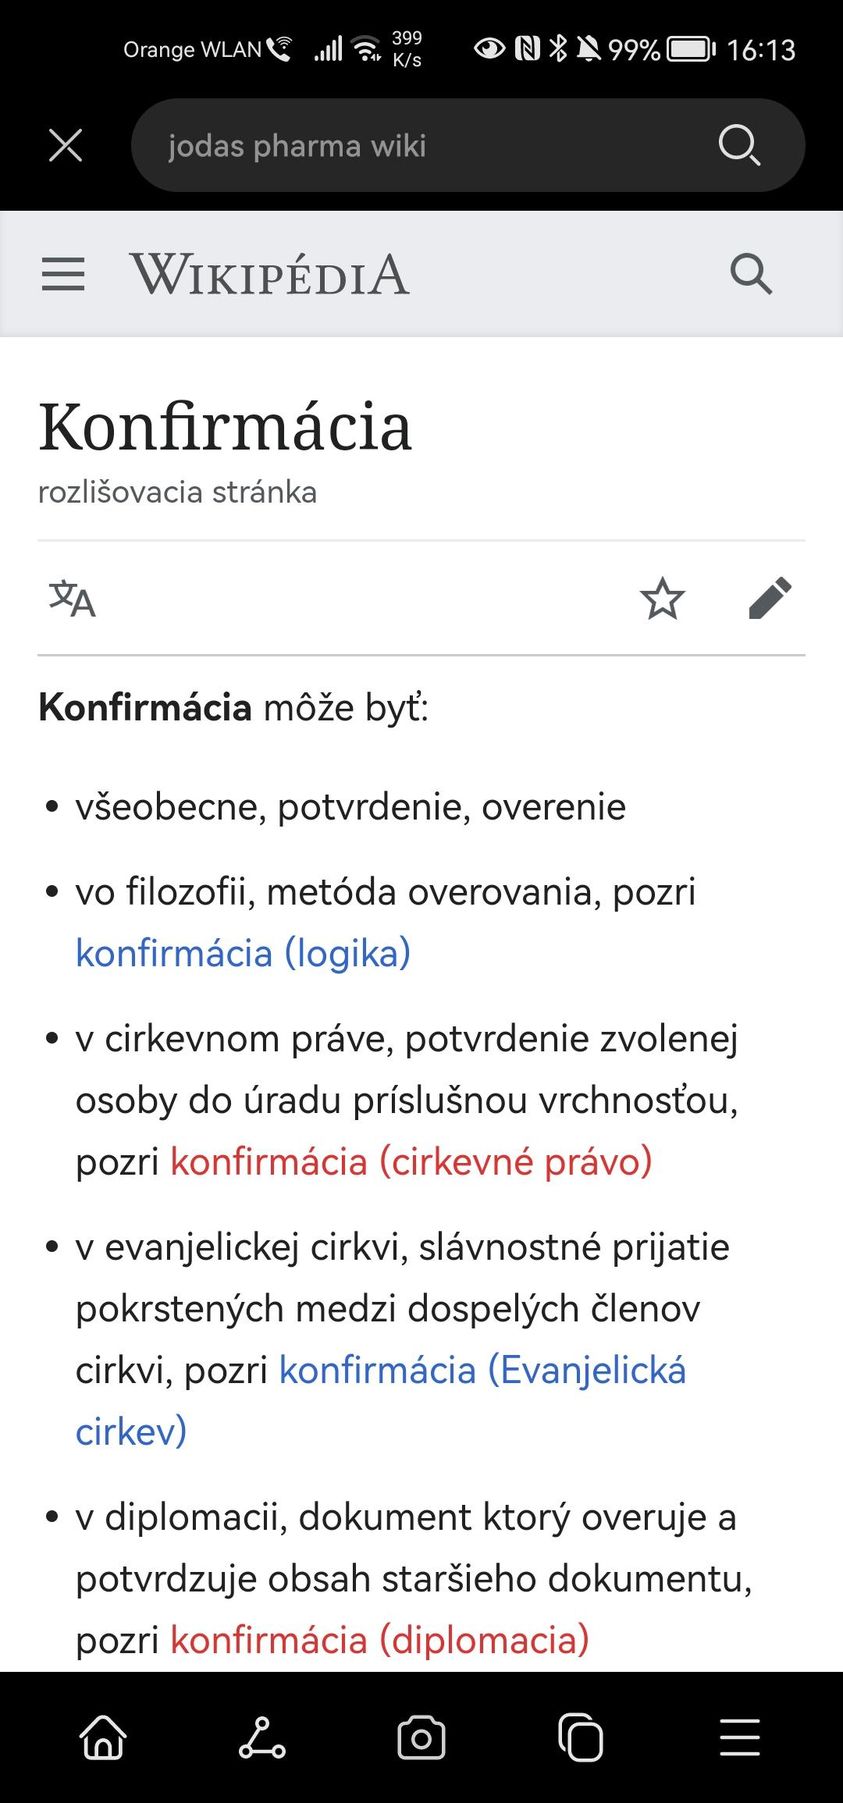 Orange WLAN 399 K/s 99% 16:13
jodas pharma wiki
WIKIPÉDIA
Konfirmácia
rozlišovacia stránka
Konfirmácia môže byť:
• všeobecne, potvrdenie, overenie
• vo filozofii, metóda overovania, pozri
konfirmácia (logika)
• v cirkevnom práve, potvrdenie zvolenej
osoby do úradu príslušnou vrchnosťou,
pozri konfirmácia (cirkevné právo)
• v evanjelickej cirkvi, slávnostné prijatie
pokrstených medzi dospelých členov
cirkvi, pozri konfirmácia (Evanjelická
cirkev)
• v diplomacii, dokument ktorý overuje a
potvrdzuje obsah staršieho dokumentu,
pozri konfirmácia (diplomacia)